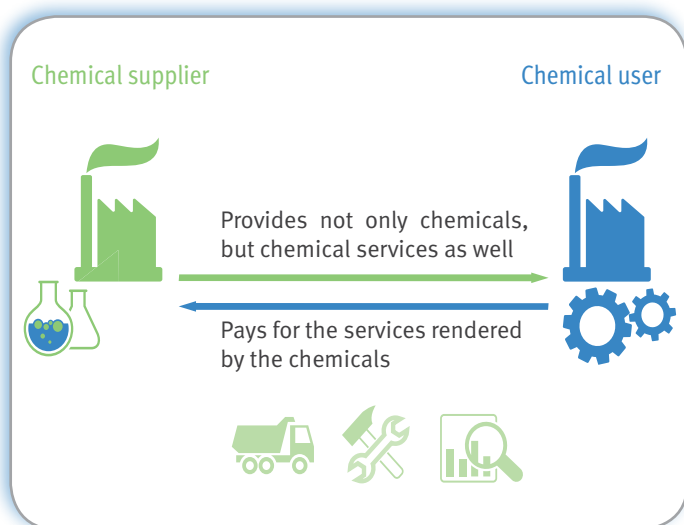 Chemical supplier
Chemical user
Provides not only chemicals,
but chemical services as well
Pays for the services rendered
by the chemicals